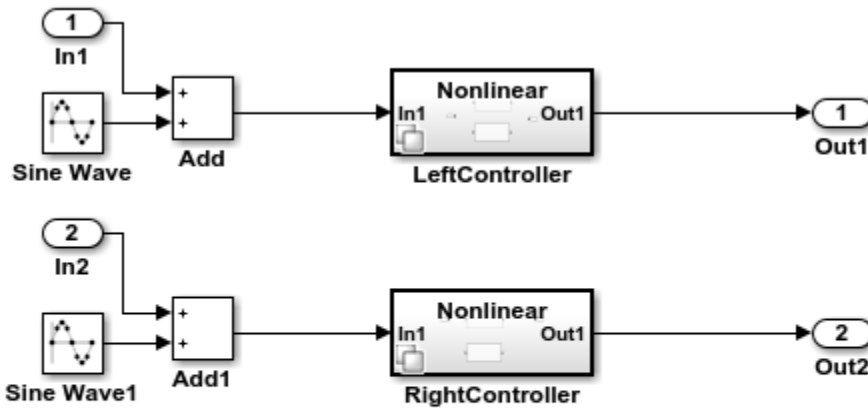 1
In1
Sine Wave
+
+
Add
Nonlinear
In1
Out1
LeftController
1
Out1
2
In2
Sine Wave1
+
+
Add1
Nonlinear
In1
Out1
RightController
2
Out2